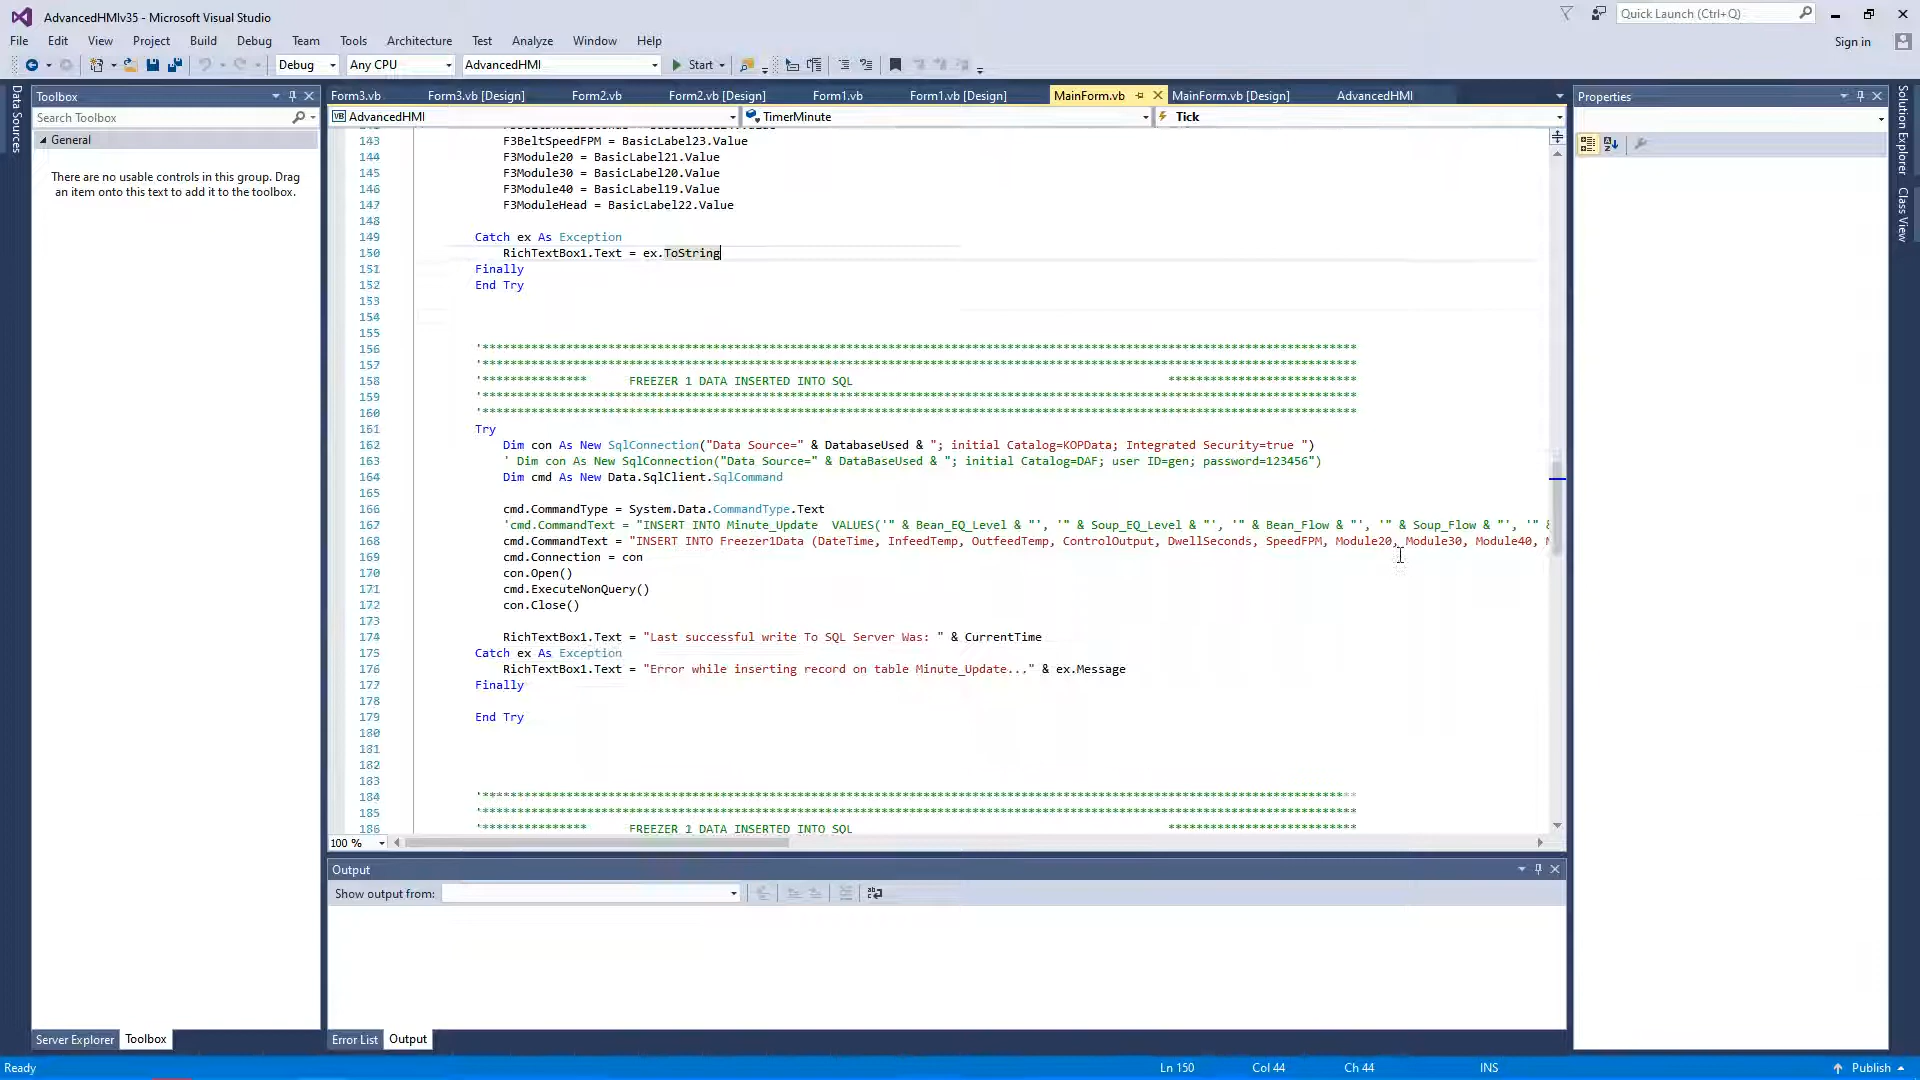 AdvancedHMIv35 - Microsoft Visual Studio
Quick Launch (Ctrl+Q)
File Edit View Project Build Debug Team Tools Architecture Test Analyze Window Help
Sign in
Debug Any CPU AdvancedHMI Start
Data Sources
Toolbox
Search Toolbox
General
There are no usable controls in this group. Drag
an item onto this text to add it to the toolbox.
Server Explorer Toolbox
Form3.vb Form3.vb [Design] Form2.vb Form2.vb [Design] Form1.vb Form1.vb [Design] MainForm.vb MainForm.vb [Design] AdvancedHMI
AdvancedHMI TimerMinute Tick
143 F3BeltSpeedFPM = BasicLabel23.Value
144 F3Module20 = BasicLabel21.Value
145 F3Module30 = BasicLabel20.Value
146 F3Module40 = BasicLabel19.Value
147 F3ModuleHead = BasicLabel22.Value
148
149 Catch ex As Exception
150 RichTextBox1.Text = ex.ToString
151 Finally
152 End Try
153
154
155
156 '*****************************************************************************************************************************
157 '*****************************************************************************************************************************
158 '*************** FREEZER 1 DATA INSERTED INTO SQL ***************************
159 '*****************************************************************************************************************************
160 '*****************************************************************************************************************************
161 Try
162 Dim con As New SqlConnection("Data Source=" & DatabaseUsed & "; initial Catalog=KOPData; Integrated Security=true ")
163 ' Dim con As New SqlConnection("Data Source=" & DataBaseUsed & "; initial Catalog=DAF; user ID=gen; password=123456")
164 Dim cmd As New Data.SqlClient.SqlCommand
165
166 cmd.CommandType = System.Data.CommandType.Text
167 'cmd.CommandText = "INSERT INTO Minute_Update VALUES('" & Bean_EQ_Level & "', '" & Soup_EQ_Level & "', '" & Bean_Flow & "', '" & Soup_Flow & "', '" &
168 cmd.CommandText = "INSERT INTO Freezer1Data (DateTime, InfeedTemp, OutfeedTemp, ControlOutput, DwellSeconds, SpeedFPM, Module20, Module30, Module40,
169 cmd.Connection = con
170 con.Open()
171 cmd.ExecuteNonQuery()
172 con.Close()
173
174 RichTextBox1.Text = "Last successful write To SQL Server Was: " & CurrentTime
175 Catch ex As Exception
176 RichTextBox1.Text = "Error while inserting record on table Minute_Update..." & ex.Message
177 Finally
178
179 End Try
180
181
182
183
184 '*****************************************************************************************************************************
185 '*****************************************************************************************************************************
186 '*************** FREEZER 1 DATA INSERTED INTO SQL ***************************
100 %
Output
Show output from:
Error List Output
Properties
Solution Explorer
Class View
Ready Ln 150 Col 44 Ch 44 INS Publish